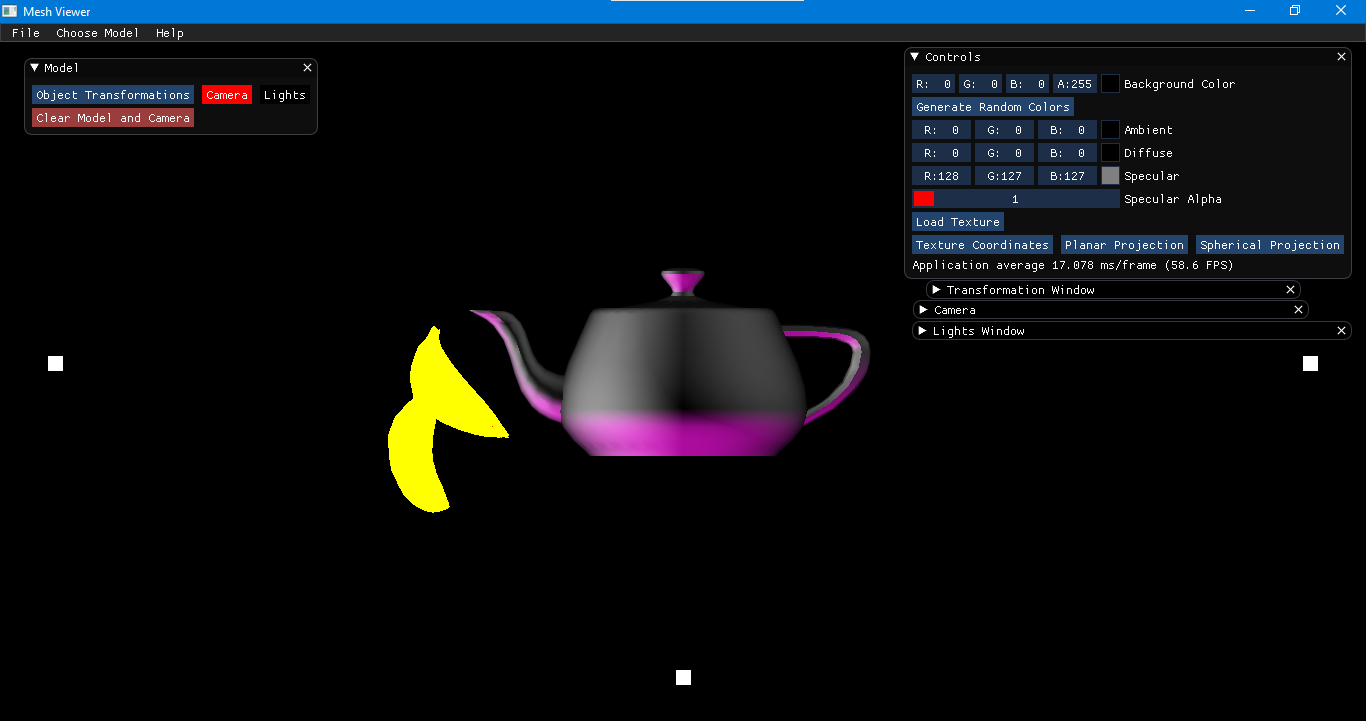 Mesh Viewer
File Choose Model Help
Model
Object Transformations Camera Lights
Clear Model and Camera
Controls
R: 0 G: 0 B: 0 A:255 Background Color
Generate Random Colors
R: 0 G: 0 B: 0 Ambient
R: 0 G: 0 B: 0 Diffuse
R:128 G:127 B:127 Specular
1 Specular Alpha
Load Texture
Texture Coordinates Planar Projection Spherical Projection
Application average 17.078 ms/frame (58.6 FPS)
Transformation Window
Camera
Lights Window